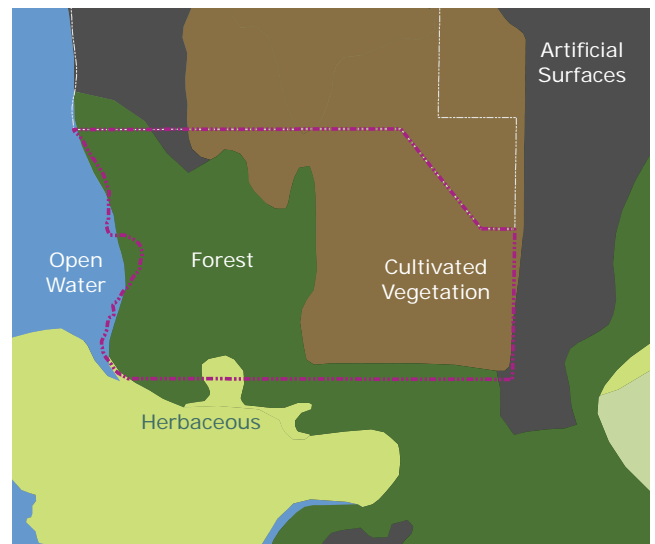 Artificial
Surfaces
Open
Water
Forest
Cultivated
Vegetation
Herbaceous